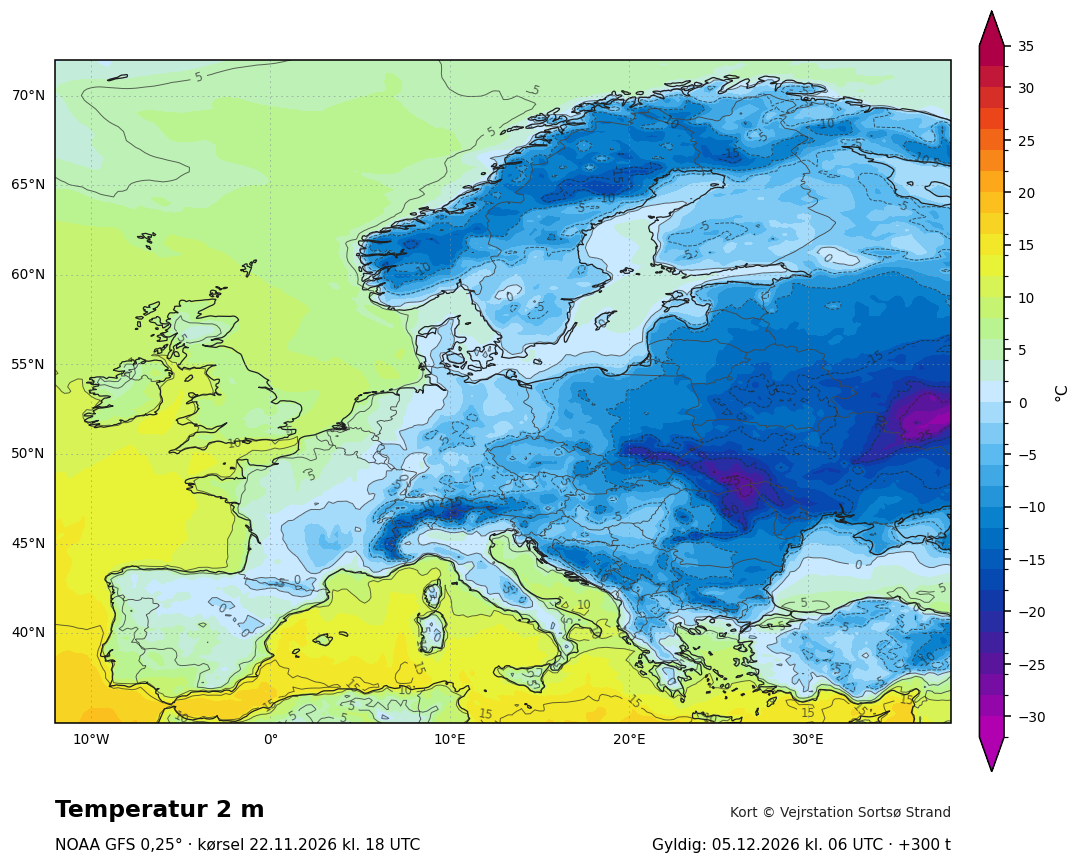 35
30
25
20
15
10
5
0
−5
−10
−15
−20
−25
−30
°C
70°N
65°N
60°N
55°N
50°N
45°N
40°N
10°W 0° 10°E 20°E 30°E
Temperatur 2 m
Kort © Vejrstation Sortsø Strand
NOAA GFS 0,25° · kørsel 22.11.2026 kl. 18 UTC
Gyldig: 05.12.2026 kl. 06 UTC · +300 t